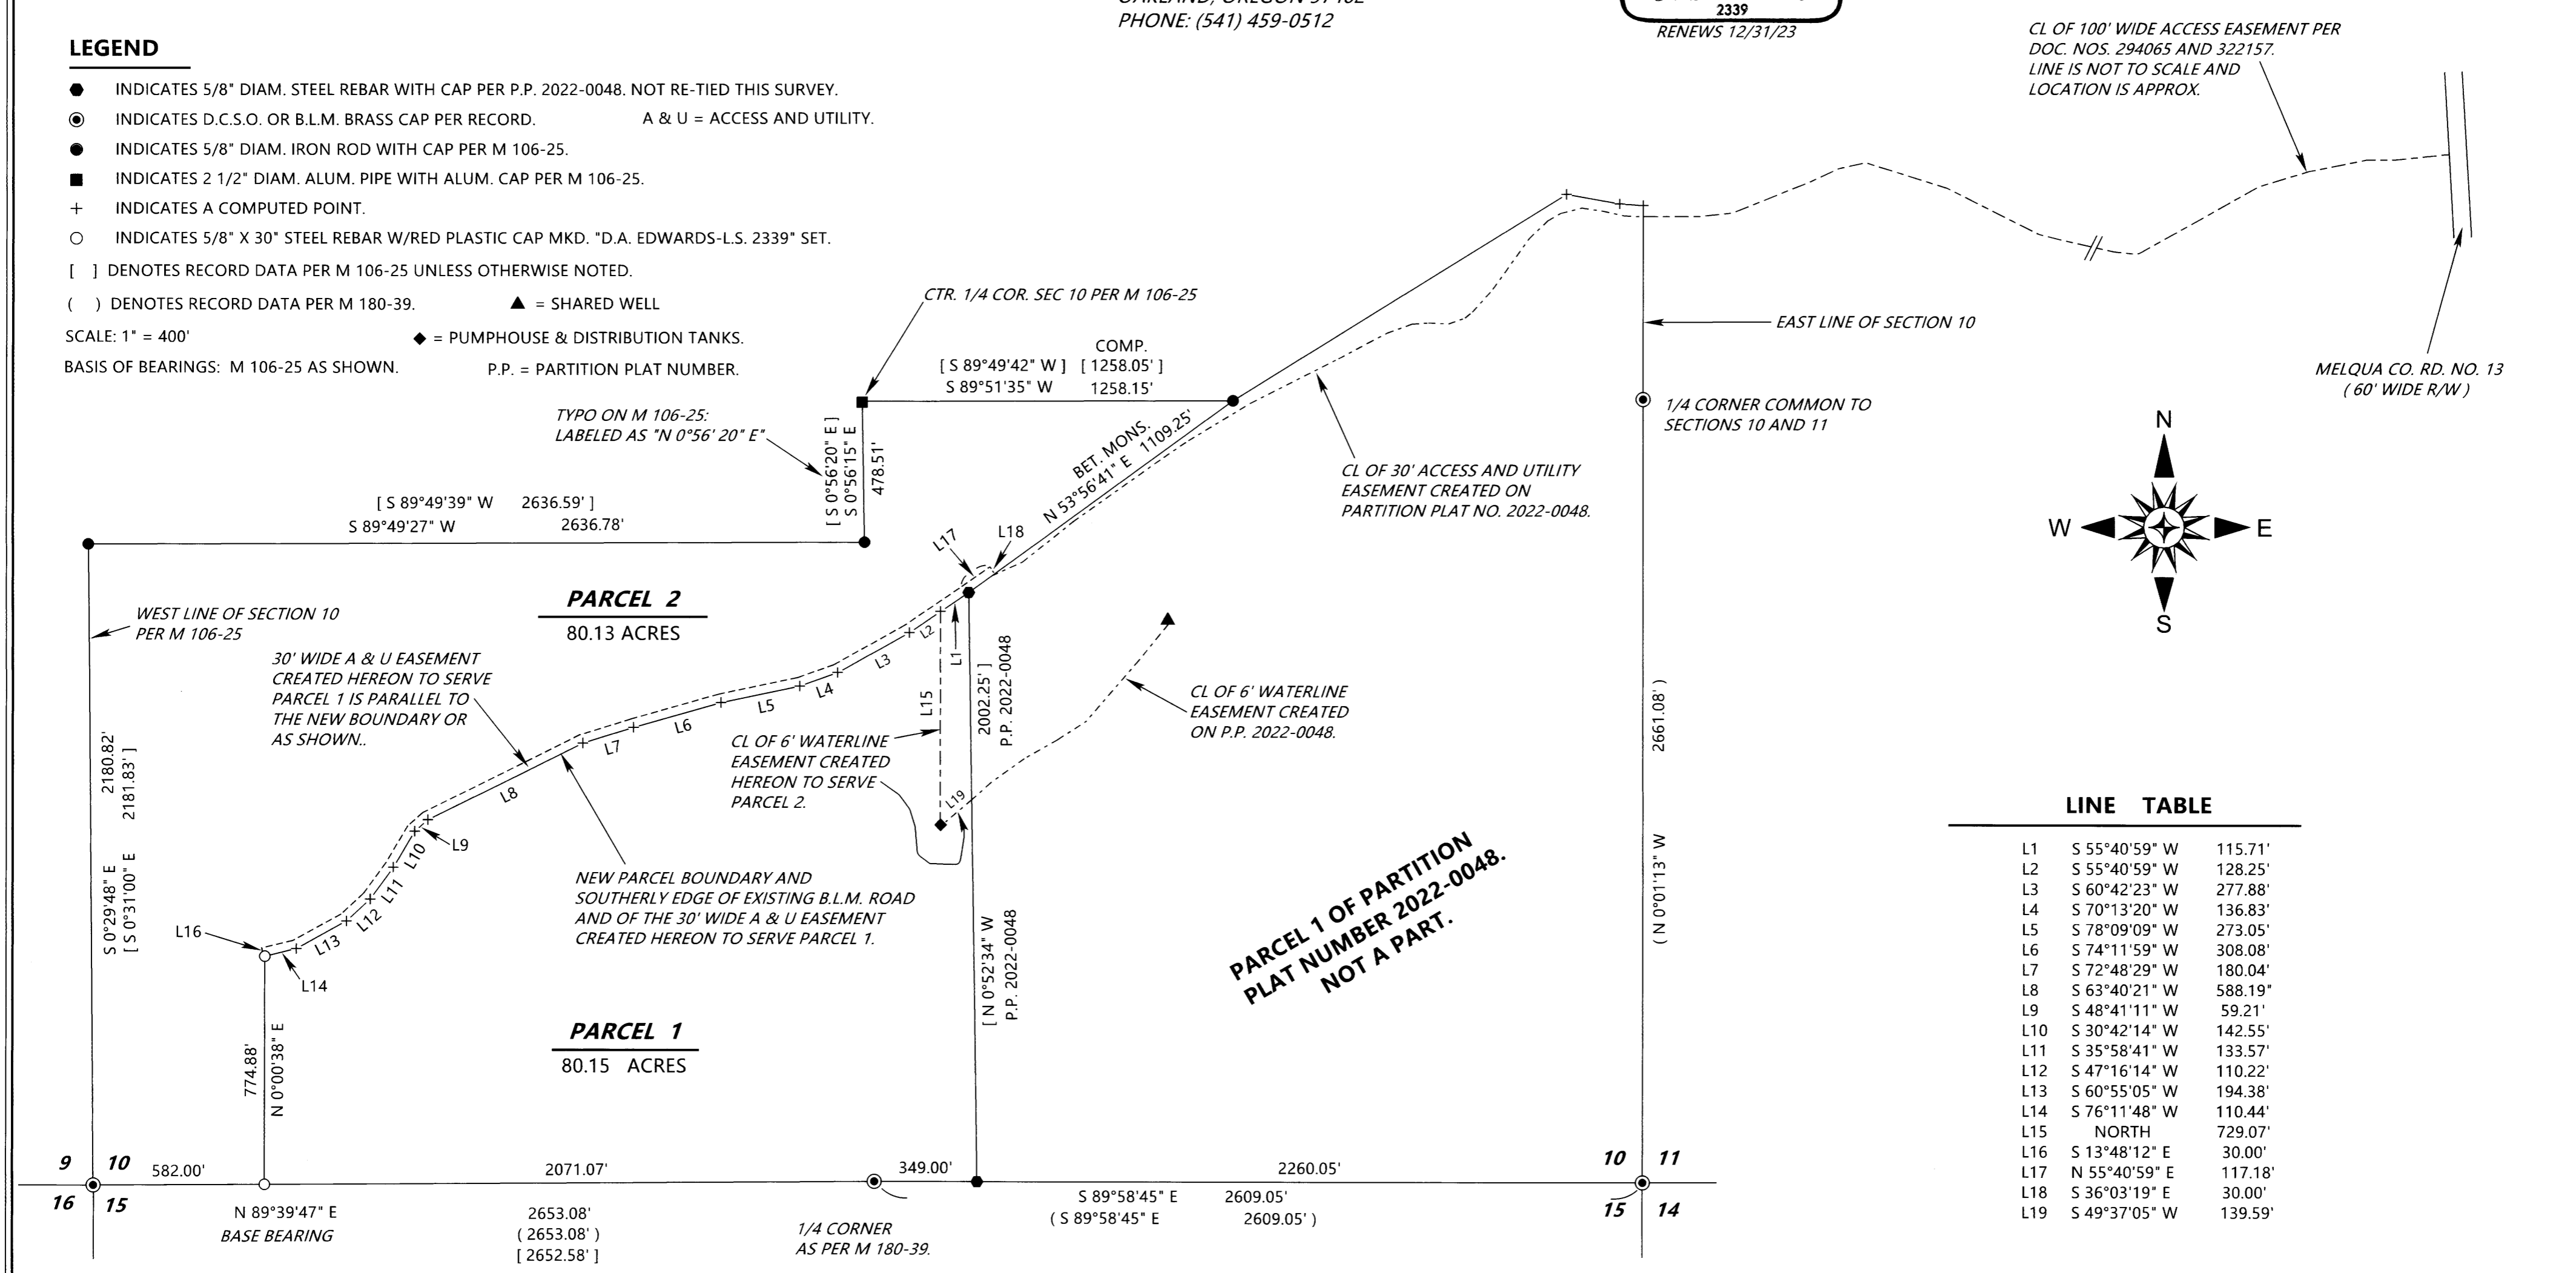 PHONE: (541) 459-0512
2339
RENEWS 12/31/23
LEGEND
INDICATES 5/8" DIAM. STEEL REBAR WITH CAP PER P.P. 2022-0048. NOT RE-TIED THIS SURVEY.
INDICATES D.C.S.O. OR B.L.M. BRASS CAP PER RECORD.
A & U = ACCESS AND UTILITY.
INDICATES 5/8" DIAM. IRON ROD WITH CAP PER M 106-25.
INDICATES 2 1/2" DIAM. ALUM. PIPE WITH ALUM. CAP PER M 106-25.
INDICATES A COMPUTED POINT.
INDICATES 5/8" X 30" STEEL REBAR W/RED PLASTIC CAP MKD. "D.A. EDWARDS-L.S. 2339" SET.
[ ] DENOTES RECORD DATA PER M 106-25 UNLESS OTHERWISE NOTED.
( ) DENOTES RECORD DATA PER M 180-39.
= SHARED WELL
SCALE: 1" = 400'
= PUMPHOUSE & DISTRIBUTION TANKS.
BASIS OF BEARINGS: M 106-25 AS SHOWN.
P.P. = PARTITION PLAT NUMBER.
CL OF 100' WIDE ACCESS EASEMENT PER
DOC. NOS. 294065 AND 322157.
LINE IS NOT TO SCALE AND
LOCATION IS APPROX.
CTR. 1/4 COR. SEC 10 PER M 106-25
COMP.
[ S 89°49'42" W ] [ 1258.05' ]
S 89°51'35" W 1258.15'
EAST LINE OF SECTION 10
MELQUA CO. RD. NO. 13
( 60' WIDE R/W )
1/4 CORNER COMMON TO
SECTIONS 10 AND 11
TYPO ON M 106-25:
LABELED AS "N 0°56' 20" E"
[ S 0°56'20" E ]
S 0°56'15" E
478.51'
BET. MONS.
N 53°56'41" E 1109.25'
CL OF 30' ACCESS AND UTILITY
EASEMENT CREATED ON
PARTITION PLAT NO. 2022-0048.
N
W
E
S
[ S 89°49'39" W 2636.59' ]
S 89°49'27" W 2636.78'
L17
L18
PARCEL 2
80.13 ACRES
WEST LINE OF SECTION 10
PER M 106-25
30' WIDE A & U EASEMENT
CREATED HEREON TO SERVE
PARCEL 1 IS PARALLEL TO
THE NEW BOUNDARY OR
AS SHOWN..
L1
L2
L3
L4
L5
L6
L7
L8
L9
L10
L11
L12
L13
L14
L15
L16
L19
2002.25' ]
P.P. 2022-0048
CL OF 6' WATERLINE
EASEMENT CREATED
ON P.P. 2022-0048.
CL OF 6' WATERLINE
EASEMENT CREATED
HEREON TO SERVE
PARCEL 2.
2180.82'
2181.83' ]
S 0°29'48" E
[ S 0°31'00" E
NEW PARCEL BOUNDARY AND
SOUTHERLY EDGE OF EXISTING B.L.M. ROAD
AND OF THE 30' WIDE A & U EASEMENT
CREATED HEREON TO SERVE PARCEL 1.
[ N 0°52'34" W
P.P. 2022-0048
PARCEL 1 OF PARTITION
PLAT NUMBER 2022-0048.
NOT A PART.
2661.08' )
( N 0°01'13" W
PARCEL 1
80.15 ACRES
774.88'
N 0°00'38" E
9 10
16 15
582.00'
2071.07'
349.00'
2260.05'
10 11
15 14
N 89°39'47" E
BASE BEARING
2653.08'
( 2653.08' )
[ 2652.58' ]
1/4 CORNER
AS PER M 180-39.
S 89°58'45" E 2609.05'
( S 89°58'45" E 2609.05' )
LINE TABLE
L1 S 55°40'59" W 115.71'
L2 S 55°40'59" W 128.25'
L3 S 60°42'23" W 277.88'
L4 S 70°13'20" W 136.83'
L5 S 78°09'09" W 273.05'
L6 S 74°11'59" W 308.08'
L7 S 72°48'29" W 180.04'
L8 S 63°40'21" W 588.19"
L9 S 48°41'11" W 59.21'
L10 S 30°42'14" W 142.55'
L11 S 35°58'41" W 133.57'
L12 S 47°16'14" W 110.22'
L13 S 60°55'05" W 194.38'
L14 S 76°11'48" W 110.44'
L15 NORTH 729.07'
L16 S 13°48'12" E 30.00'
L17 N 55°40'59" E 117.18'
L18 S 36°03'19" E 30.00'
L19 S 49°37'05" W 139.59'